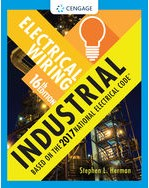 CENGAGE
ELECTRICAL
WIRING
16th EDITION
INDUSTRIAL
BASED ON THE 2017 NATIONAL ELECTRICAL CODE®
Stephen L. Herman